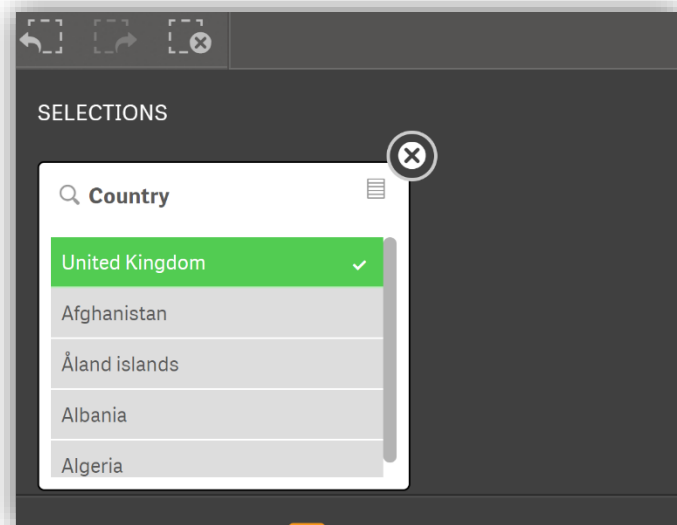 SELECTIONS
Country
United Kingdom
Afghanistan
Åland islands
Albania
Algeria